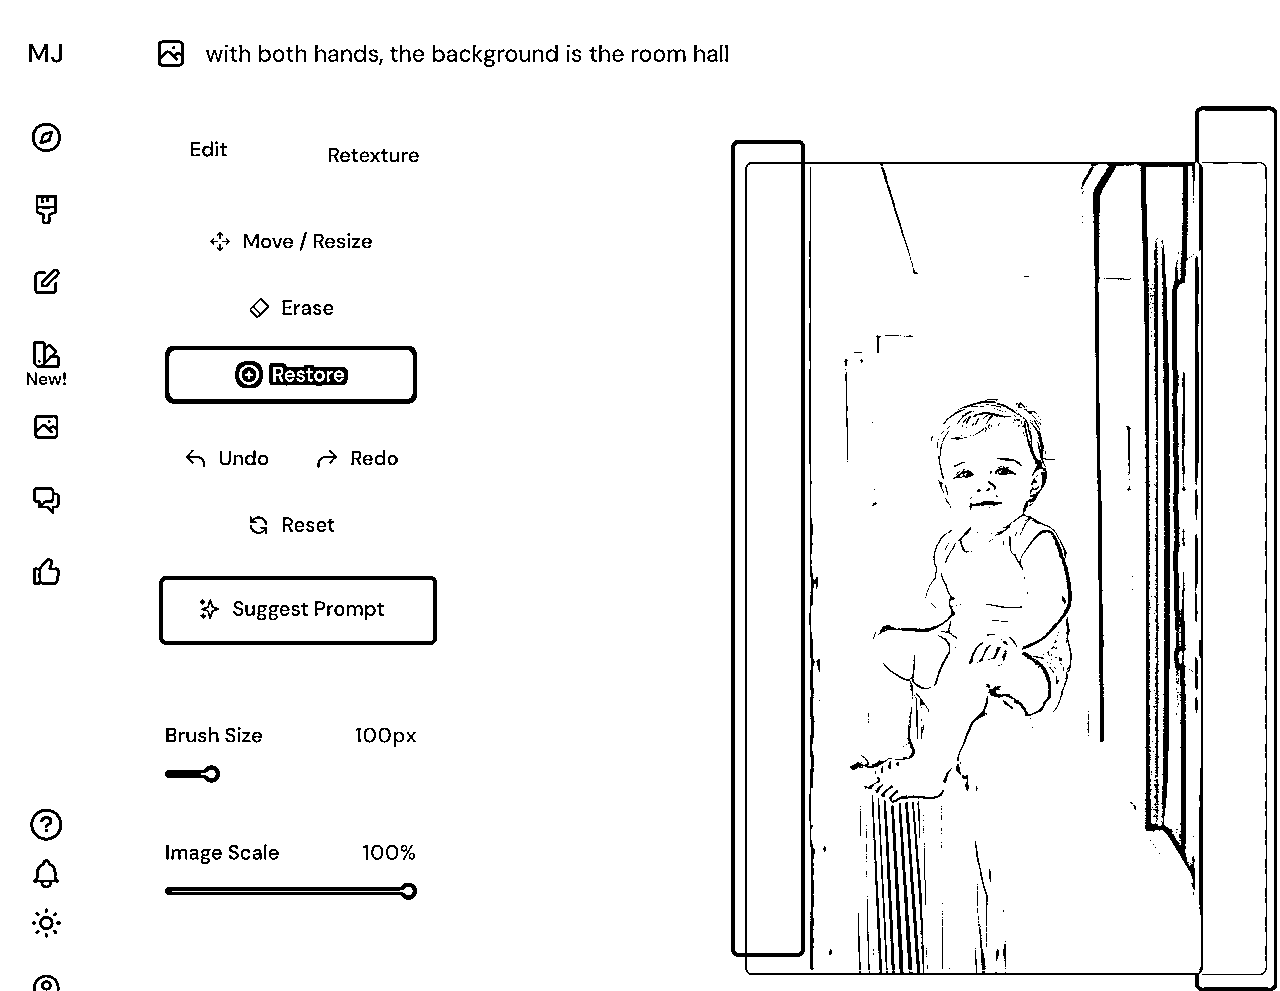 MJ
with both hands, the background is the room hall
Edit
Retexture
Move / Resize
Erase
Restore
New!
Undo
Redo
Reset
Suggest Prompt
Brush Size
100px
Image Scale
100%